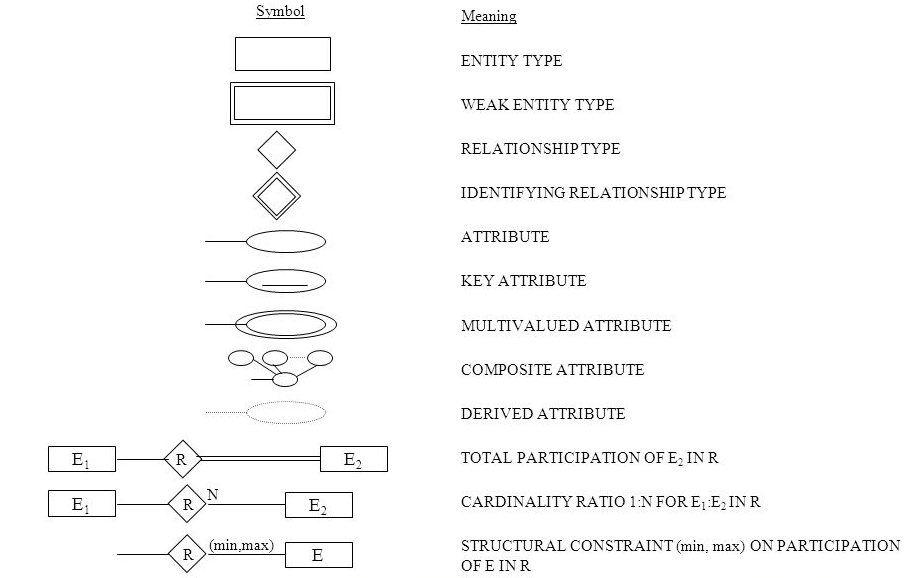 Symbol Meaning
ENTITY TYPE
WEAK ENTITY TYPE
RELATIONSHIP TYPE
IDENTIFYING RELATIONSHIP TYPE
ATTRIBUTE
KEY ATTRIBUTE
MULTIVALUED ATTRIBUTE
COMPOSITE ATTRIBUTE
DERIVED ATTRIBUTE
E₁ R E₂ TOTAL PARTICIPATION OF E₂ IN R
E₁ R N E₂ CARDINALITY RATIO 1:N FOR E₁:E₂ IN R
R (min,max) E STRUCTURAL CONSTRAINT (min, max) ON PARTICIPATION
OF E IN R